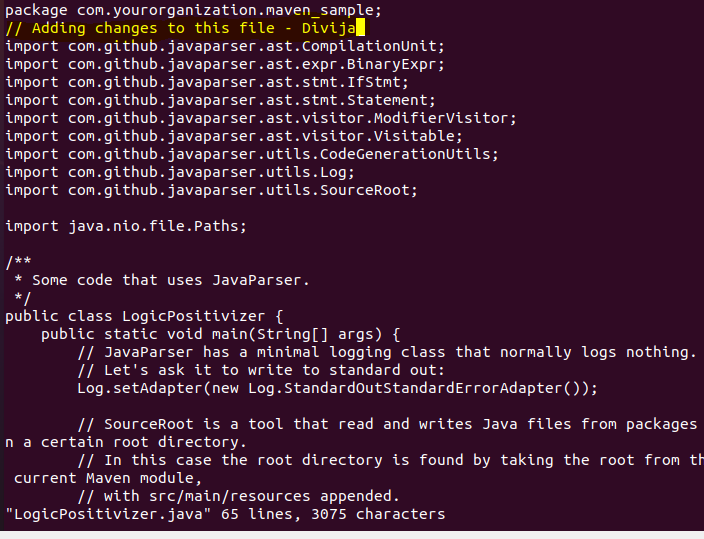 package com.yourorganization.maven_sample;
// Adding changes to this file - Divija
import com.github.javaparser.ast.CompilationUnit;
import com.github.javaparser.ast.expr.BinaryExpr;
import com.github.javaparser.ast.stmt.IfStmt;
import com.github.javaparser.ast.stmt.Statement;
import com.github.javaparser.ast.visitor.ModifierVisitor;
import com.github.javaparser.ast.visitor.Visitable;
import com.github.javaparser.utils.CodeGenerationUtils;
import com.github.javaparser.utils.Log;
import com.github.javaparser.utils.SourceRoot;

import java.nio.file.Paths;

/**
 * Some code that uses JavaParser.
 */
public class LogicPositivizer {
    public static void main(String[] args) {
        // JavaParser has a minimal logging class that normally logs nothing.
        // Let's ask it to write to standard out:
        Log.setAdapter(new Log.StandardOutStandardErrorAdapter());

        // SourceRoot is a tool that read and writes Java files from packages
n a certain root directory.
        // In this case the root directory is found by taking the root from th
 current Maven module,
        // with src/main/resources appended.
"LogicPositivizer.java" 65 lines, 3075 characters